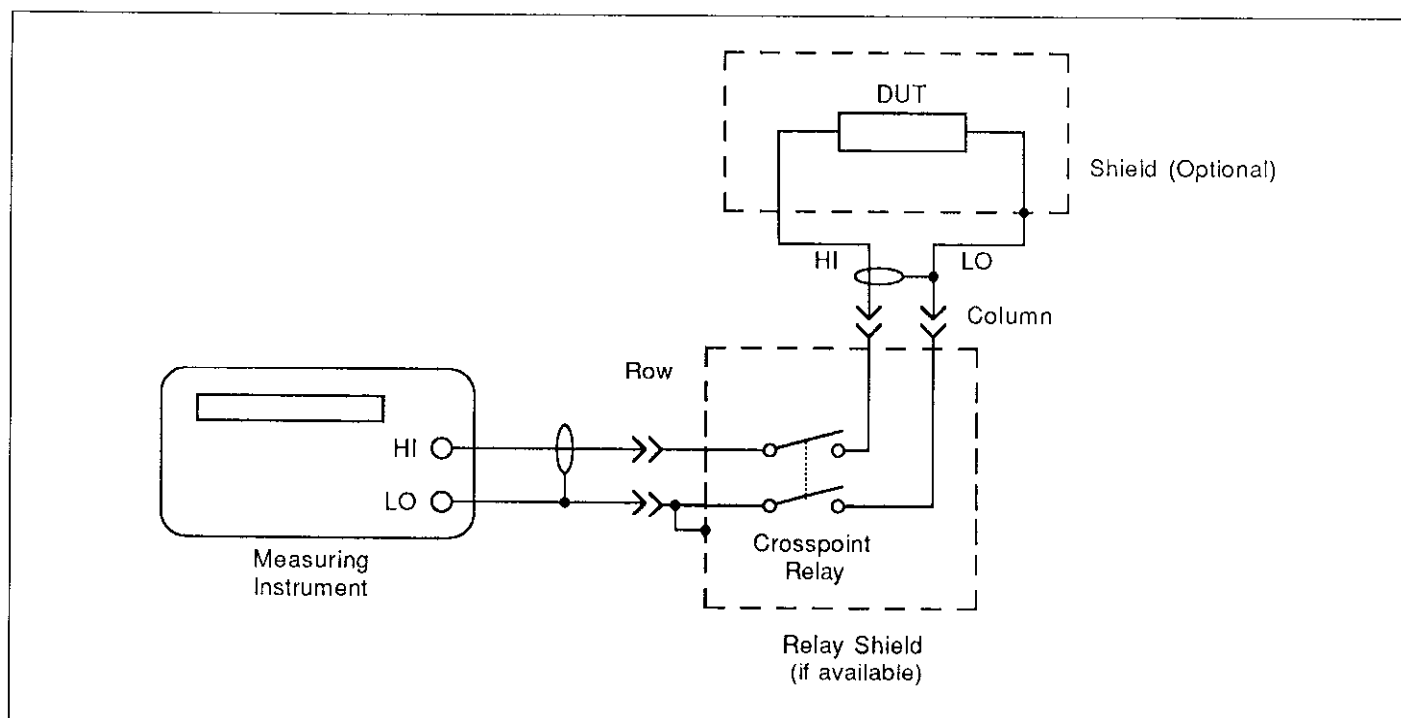 DUT
Shield (Optional)
HI
LO
Column
Row
HI
LO
Crosspoint
Relay
Measuring
Instrument
Relay Shield
(if available)